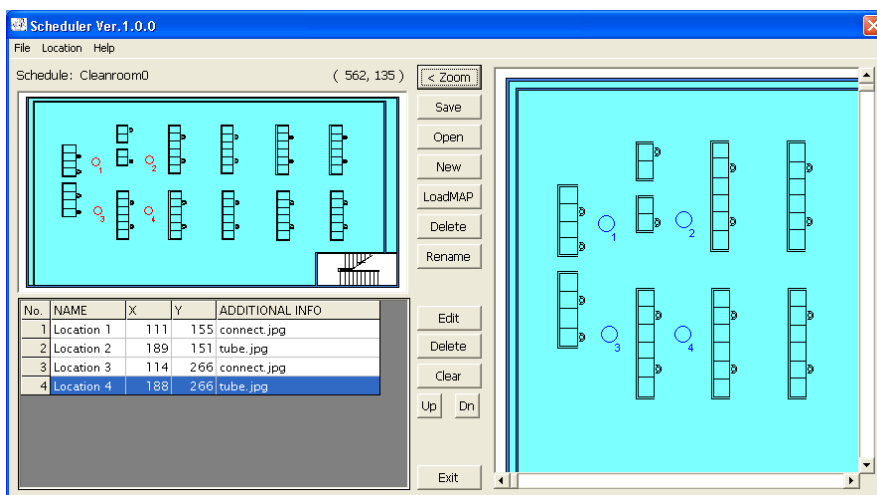 Scheduler Ver.1.0.0
File Location Help
Schedule: Cleanroom0 ( 562, 135 )
< Zoom
Save
Open
New
LoadMAP
Delete
Rename
1
2
3
4
No. NAME X Y ADDITIONAL INFO
1 Location 1 111 155 connect.jpg
2 Location 2 189 151 tube.jpg
3 Location 3 114 266 connect.jpg
4 Location 4 188 266 tube.jpg
Edit
Delete
Clear
Up Dn
Exit
1
2
3
4